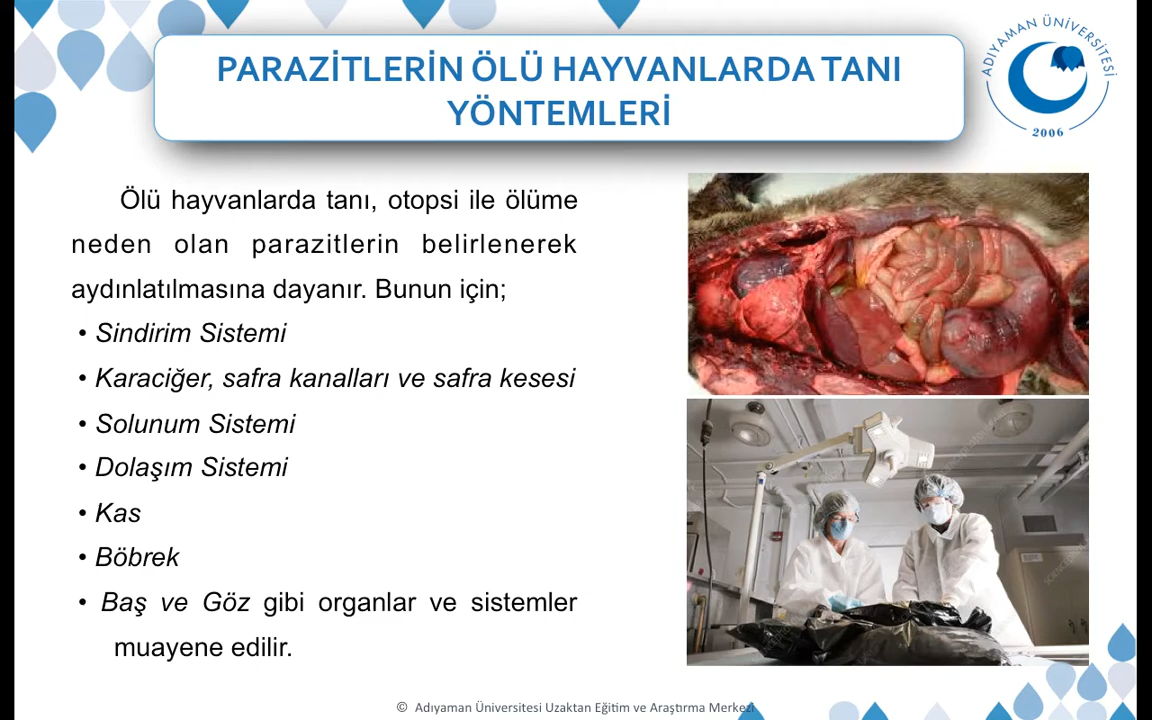 PARAZİTLERİN ÖLÜ HAYVANLARDA TANI
YÖNTEMLERİ
ADIYAMAN ÜNİVERSİTESİ
2006
Ölü hayvanlarda tanı, otopsi ile ölüme
neden olan parazitlerin belirlenerek
aydınlatılmasına dayanır. Bunun için;
• Sindirim Sistemi
• Karaciğer, safra kanalları ve safra kesesi
• Solunum Sistemi
• Dolaşım Sistemi
• Kas
• Böbrek
• Baş ve Göz gibi organlar ve sistemler
muayene edilir.
© Adıyaman Üniversitesi Uzaktan Eğitim ve Araştırma Merkezi